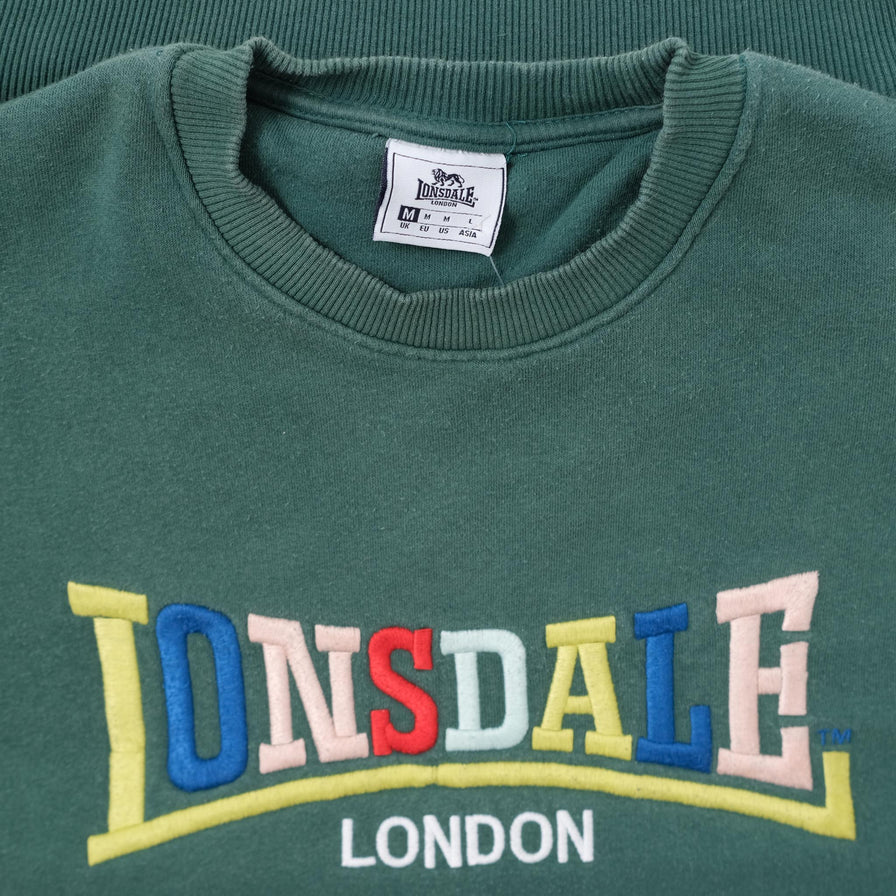 LONSDALE
LONDON
M M M L
UK EU US ASIA
LONSDALE TM
LONDON